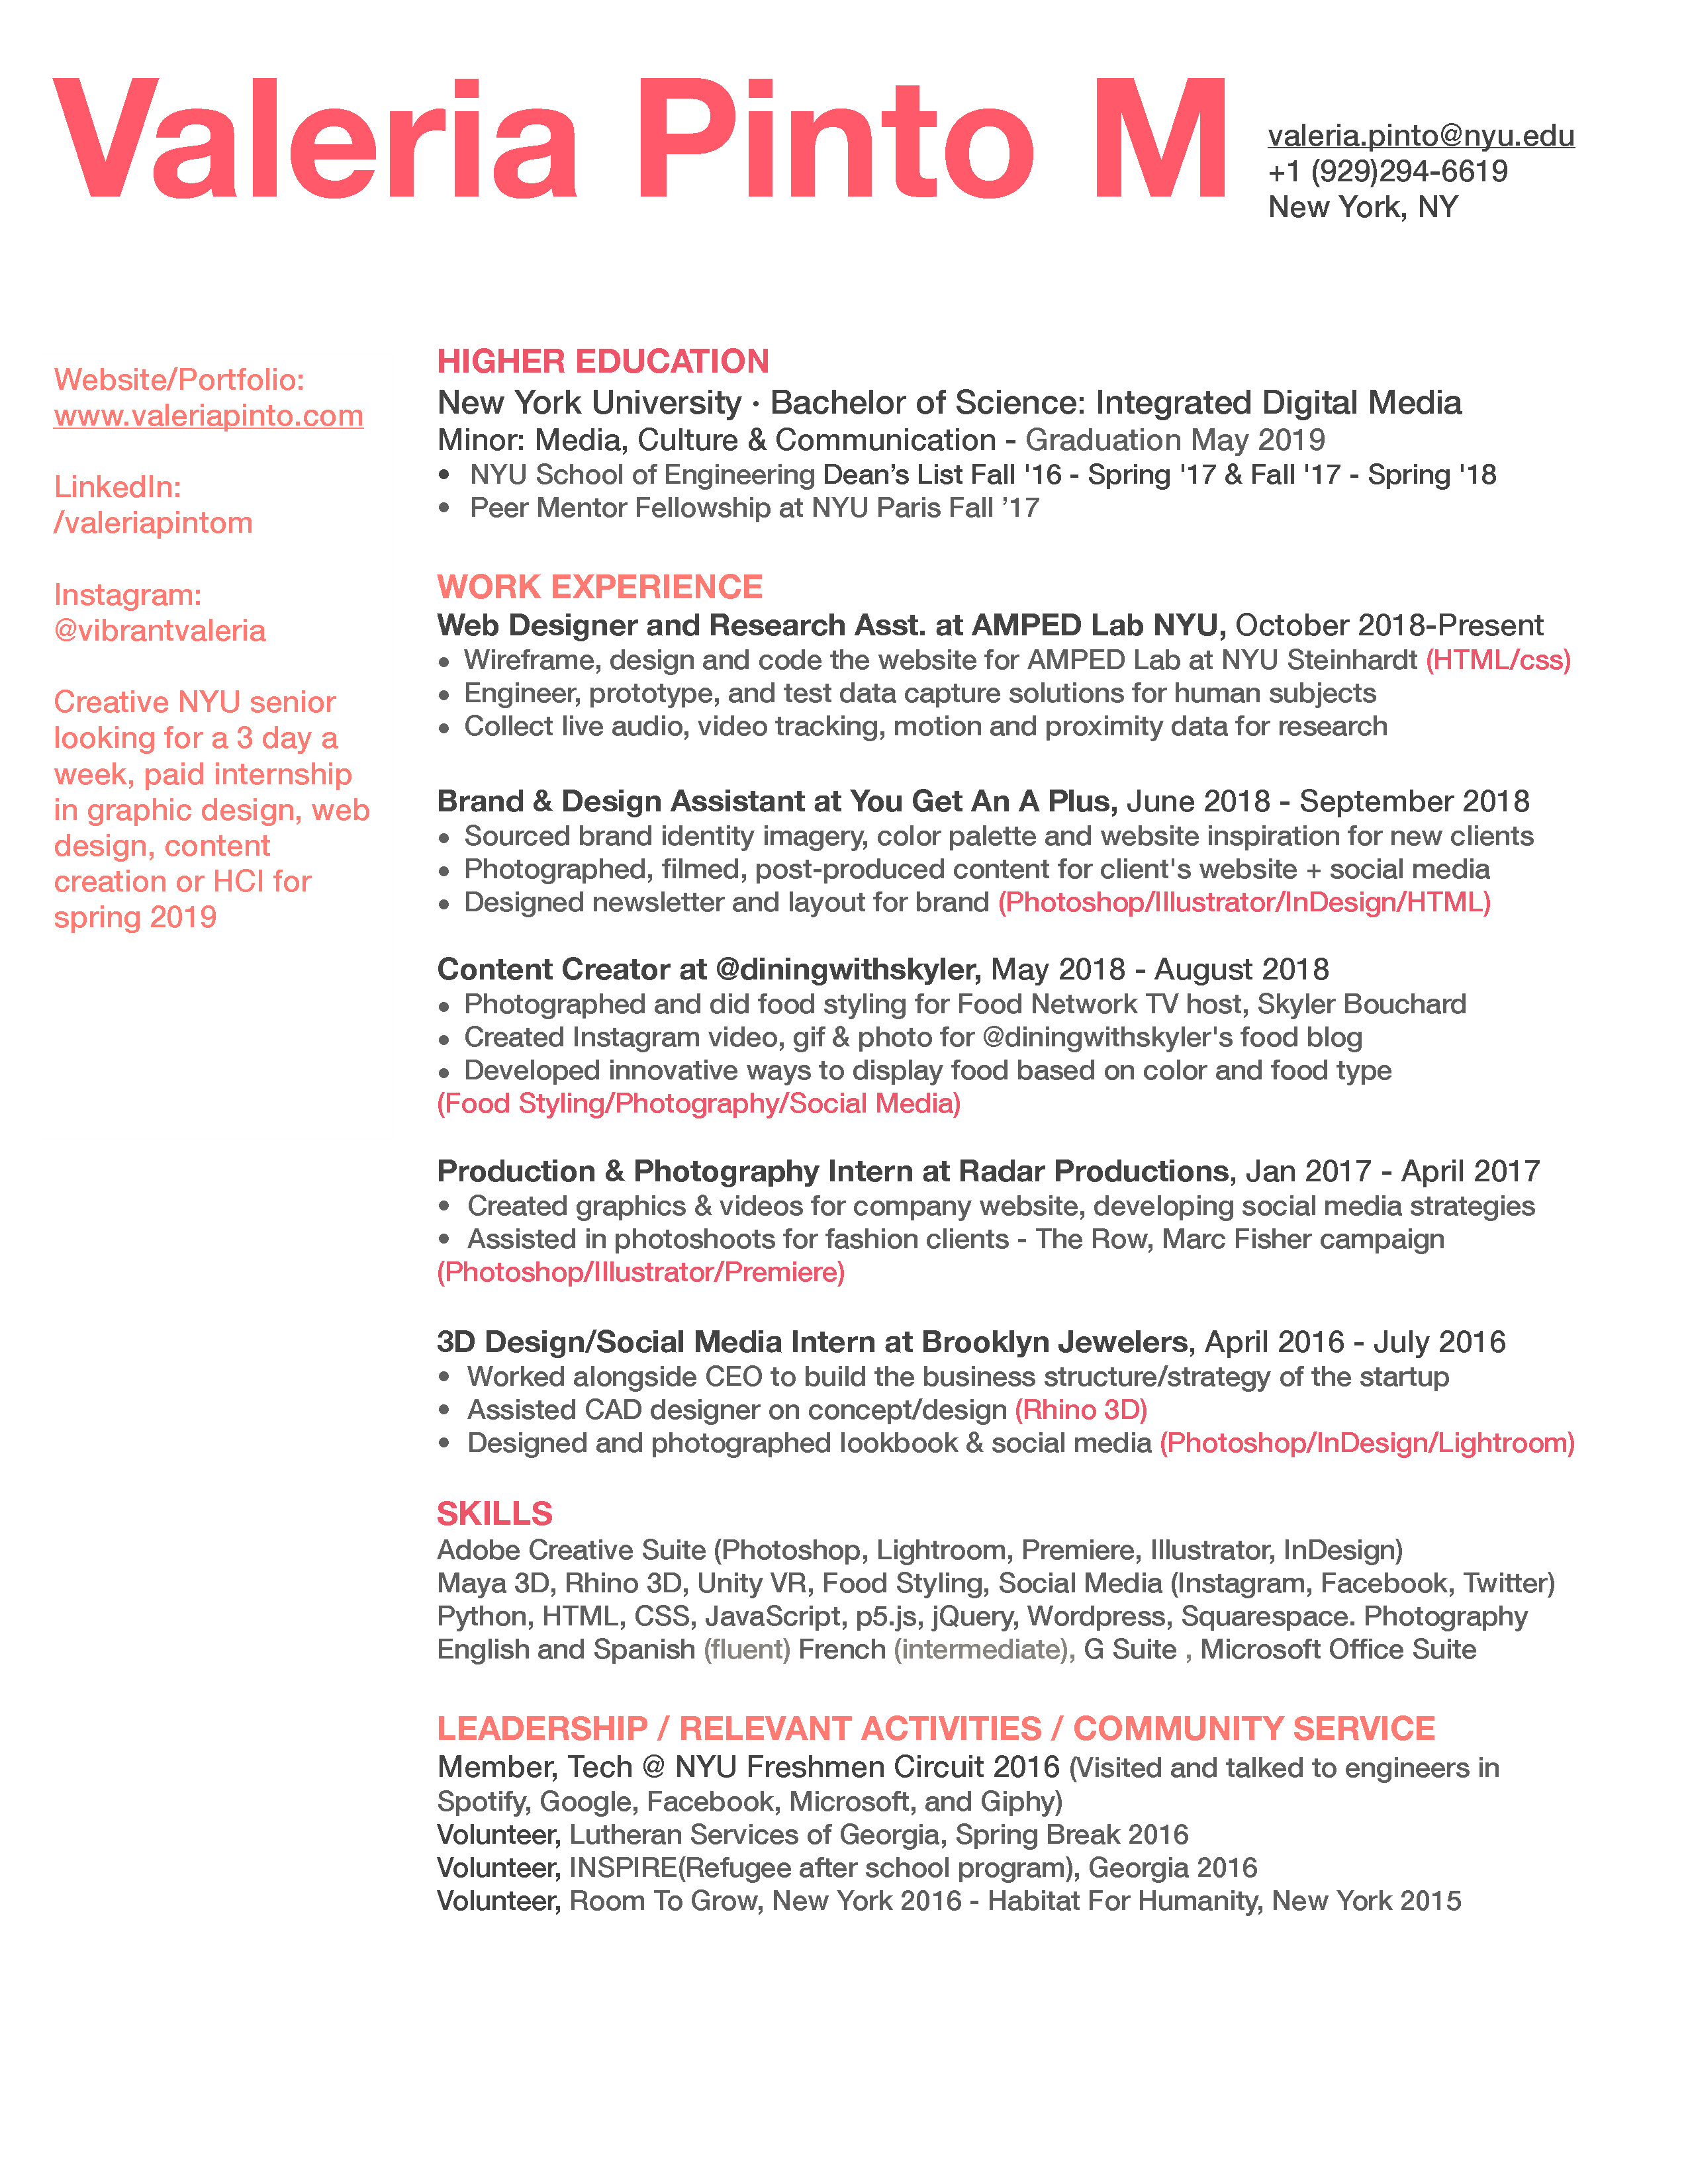 Valeria Pinto M
valeria.pinto@nyu.edu
+1 (929)294-6619
New York, NY
Website/Portfolio:
www.valeriapinto.com
LinkedIn:
/valeriapintom
Instagram:
@vibrantvaleria
Creative NYU senior
looking for a 3 day a
week, paid internship
in graphic design, web
design, content
creation or HCI for
spring 2019
HIGHER EDUCATION
New York University · Bachelor of Science: Integrated Digital Media
Minor: Media, Culture & Communication - Graduation May 2019
• NYU School of Engineering Dean’s List Fall '16 - Spring '17 & Fall '17 - Spring '18
• Peer Mentor Fellowship at NYU Paris Fall ’17
WORK EXPERIENCE
Web Designer and Research Asst. at AMPED Lab NYU, October 2018-Present
• Wireframe, design and code the website for AMPED Lab at NYU Steinhardt (HTML/css)
• Engineer, prototype, and test data capture solutions for human subjects
• Collect live audio, video tracking, motion and proximity data for research
Brand & Design Assistant at You Get An A Plus, June 2018 - September 2018
• Sourced brand identity imagery, color palette and website inspiration for new clients
• Photographed, filmed, post-produced content for client's website + social media
• Designed newsletter and layout for brand (Photoshop/Illustrator/InDesign/HTML)
Content Creator at @diningwithskyler, May 2018 - August 2018
• Photographed and did food styling for Food Network TV host, Skyler Bouchard
• Created Instagram video, gif & photo for @diningwithskyler's food blog
• Developed innovative ways to display food based on color and food type
(Food Styling/Photography/Social Media)
Production & Photography Intern at Radar Productions, Jan 2017 - April 2017
• Created graphics & videos for company website, developing social media strategies
• Assisted in photoshoots for fashion clients - The Row, Marc Fisher campaign
(Photoshop/Illustrator/Premiere)
3D Design/Social Media Intern at Brooklyn Jewelers, April 2016 - July 2016
• Worked alongside CEO to build the business structure/strategy of the startup
• Assisted CAD designer on concept/design (Rhino 3D)
• Designed and photographed lookbook & social media (Photoshop/InDesign/Lightroom)
SKILLS
Adobe Creative Suite (Photoshop, Lightroom, Premiere, Illustrator, InDesign)
Maya 3D, Rhino 3D, Unity VR, Food Styling, Social Media (Instagram, Facebook, Twitter)
Python, HTML, CSS, JavaScript, p5.js, jQuery, Wordpress, Squarespace. Photography
English and Spanish (fluent) French (intermediate), G Suite , Microsoft Office Suite
LEADERSHIP / RELEVANT ACTIVITIES / COMMUNITY SERVICE
Member, Tech @ NYU Freshmen Circuit 2016 (Visited and talked to engineers in
Spotify, Google, Facebook, Microsoft, and Giphy)
Volunteer, Lutheran Services of Georgia, Spring Break 2016
Volunteer, INSPIRE(Refugee after school program), Georgia 2016
Volunteer, Room To Grow, New York 2016 - Habitat For Humanity, New York 2015